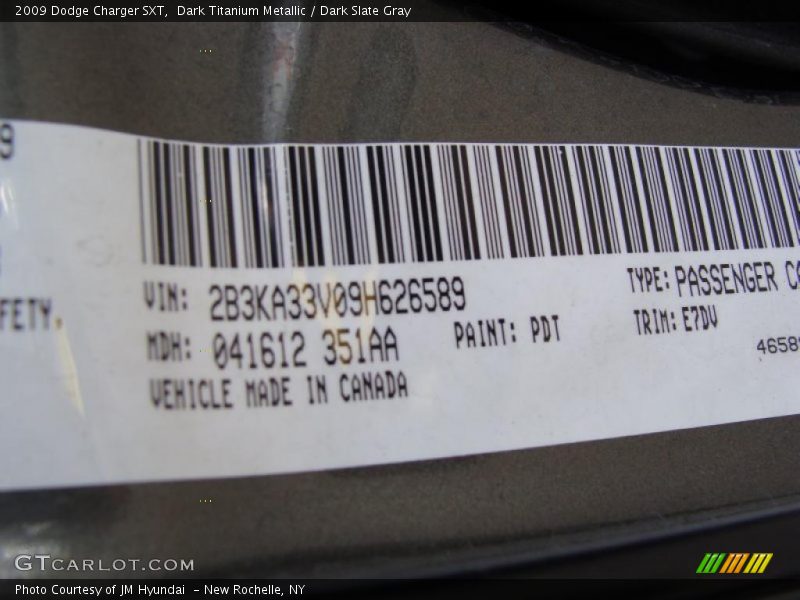 2009 Dodge Charger SXT, Dark Titanium Metallic / Dark Slate Gray
9
FETY.
VIN: 2B3KA33V09H626589
TYPE: PASSENGER
MDH: 041612 351AA
PAINT: PDT
TRIM: E7DV
VEHICLE MADE IN CANADA
GTCARLOT.COM
Photo Courtesy of JM Hyundai - New Rochelle, NY